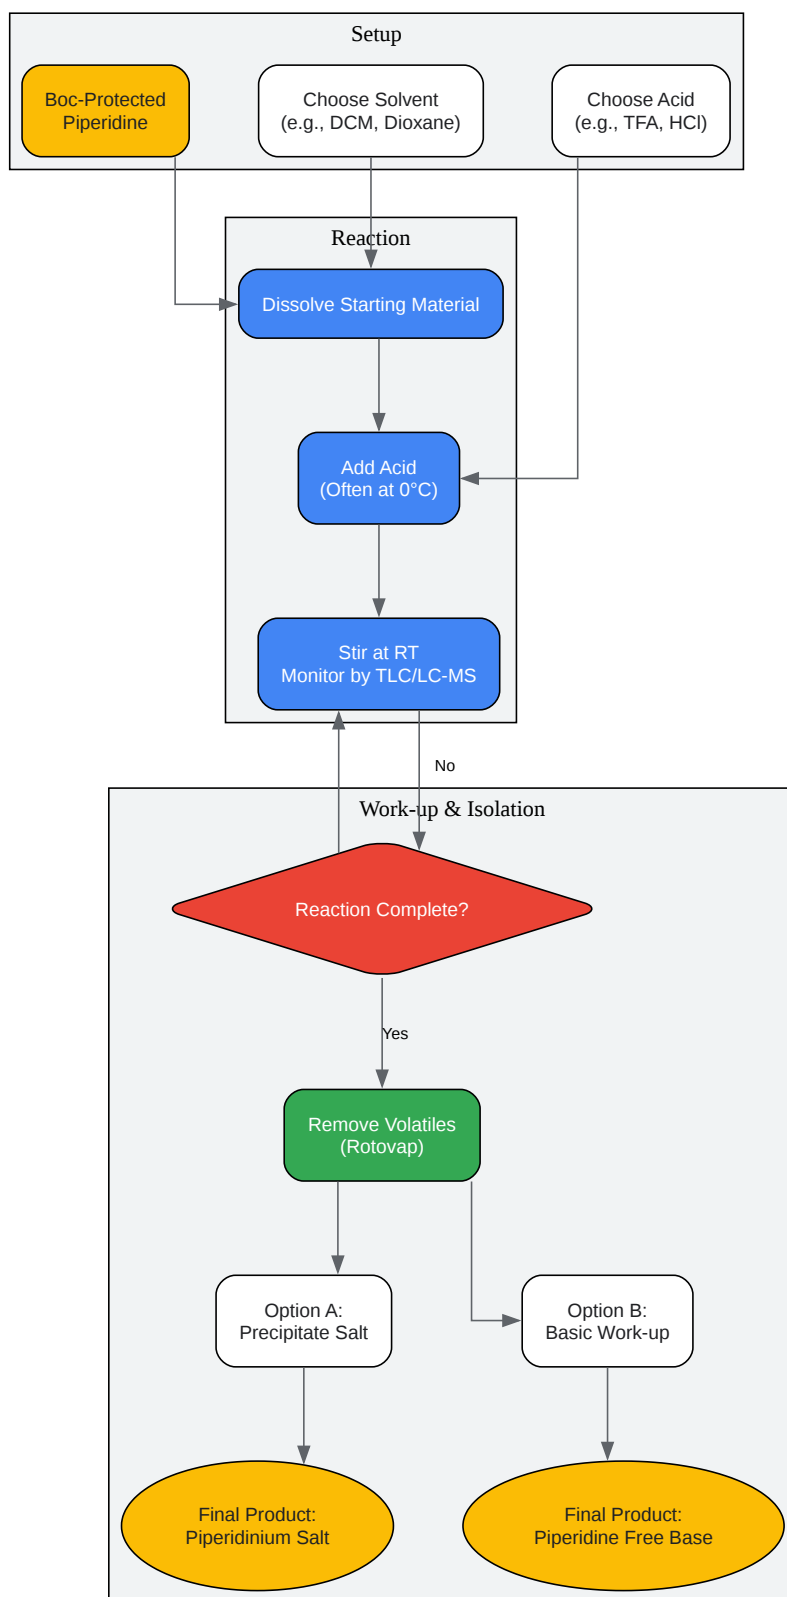 Setup
Boc-Protected
Piperidine
Choose Solvent
(e.g., DCM, Dioxane)
Choose Acid
(e.g., TFA, HCl)
Reaction
Dissolve Starting Material
Add Acid
(Often at 0°C)
Stir at RT
Monitor by TLC/LC-MS
No
Work-up & Isolation
Reaction Complete?
Yes
Remove Volatiles
(Rotovap)
Option A:
Precipitate Salt
Option B:
Basic Work-up
Final Product:
Piperidinium Salt
Final Product:
Piperidine Free Base